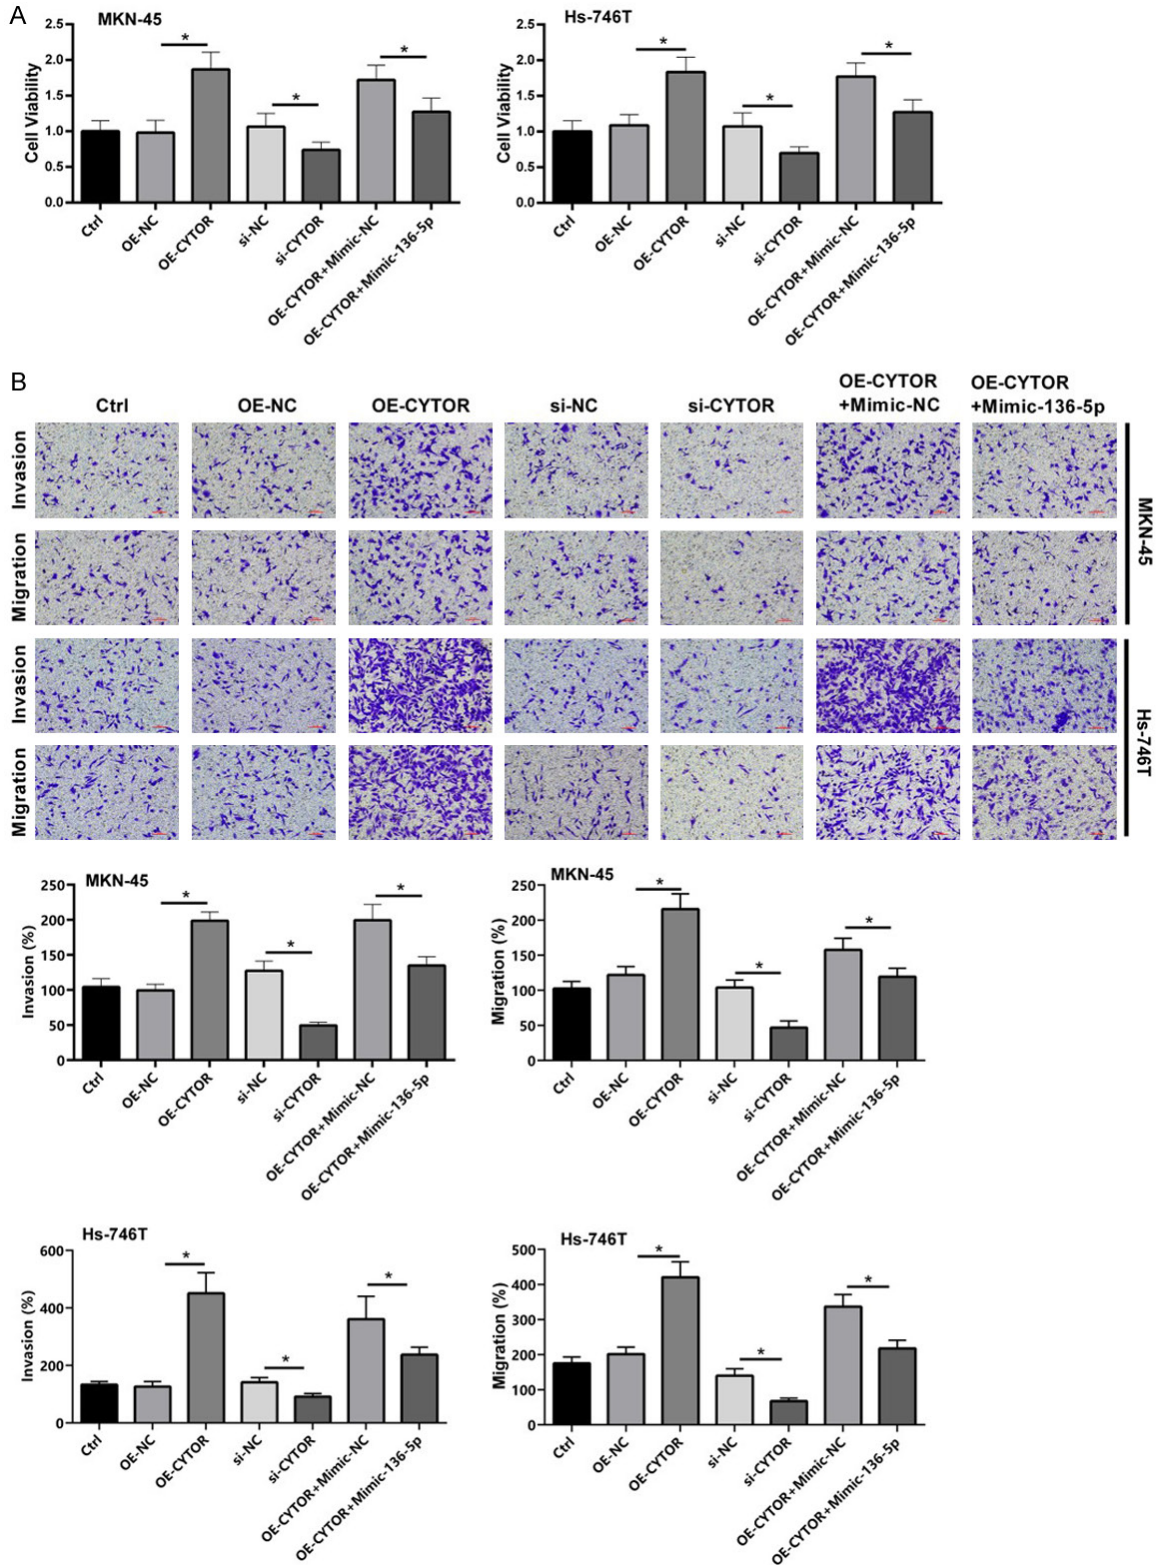 A
MKN-45
Cell Viability
2.5
2.0
1.5
1.0
0.5
0.0
*
*
*
Ctrl
OE-NC
OE-CYTOR
si-NC
si-CYTOR
OE-CYTOR+Mimic-NC
OE-CYTOR+Mimic-136-5p
Hs-746T
Cell Viability
2.5
2.0
1.5
1.0
0.5
0.0
*
*
*
Ctrl
OE-NC
OE-CYTOR
si-NC
si-CYTOR
OE-CYTOR+Mimic-NC
OE-CYTOR+Mimic-136-5p
B
Ctrl
OE-NC
OE-CYTOR
si-NC
si-CYTOR
OE-CYTOR
+Mimic-NC
OE-CYTOR
+Mimic-136-5p
Invasion
Migration
MKN-45
Invasion
Migration
Hs-746T
MKN-45
Invasion (%)
250
200
150
100
50
0
*
*
*
Ctrl
OE-NC
OE-CYTOR
si-NC
si-CYTOR
OE-CYTOR+Mimic-NC
OE-CYTOR+Mimic-136-5p
MKN-45
Migration (%)
250
200
150
100
50
0
*
*
*
Ctrl
OE-NC
OE-CYTOR
si-NC
si-CYTOR
OE-CYTOR+Mimic-NC
OE-CYTOR+Mimic-136-5p
Hs-746T
Invasion (%)
600
400
200
0
*
*
*
Ctrl
OE-NC
OE-CYTOR
si-NC
si-CYTOR
OE-CYTOR+Mimic-NC
OE-CYTOR+Mimic-136-5p
Hs-746T
Migration (%)
500
400
300
200
100
0
*
*
*
Ctrl
OE-NC
OE-CYTOR
si-NC
si-CYTOR
OE-CYTOR+Mimic-NC
OE-CYTOR+Mimic-136-5p